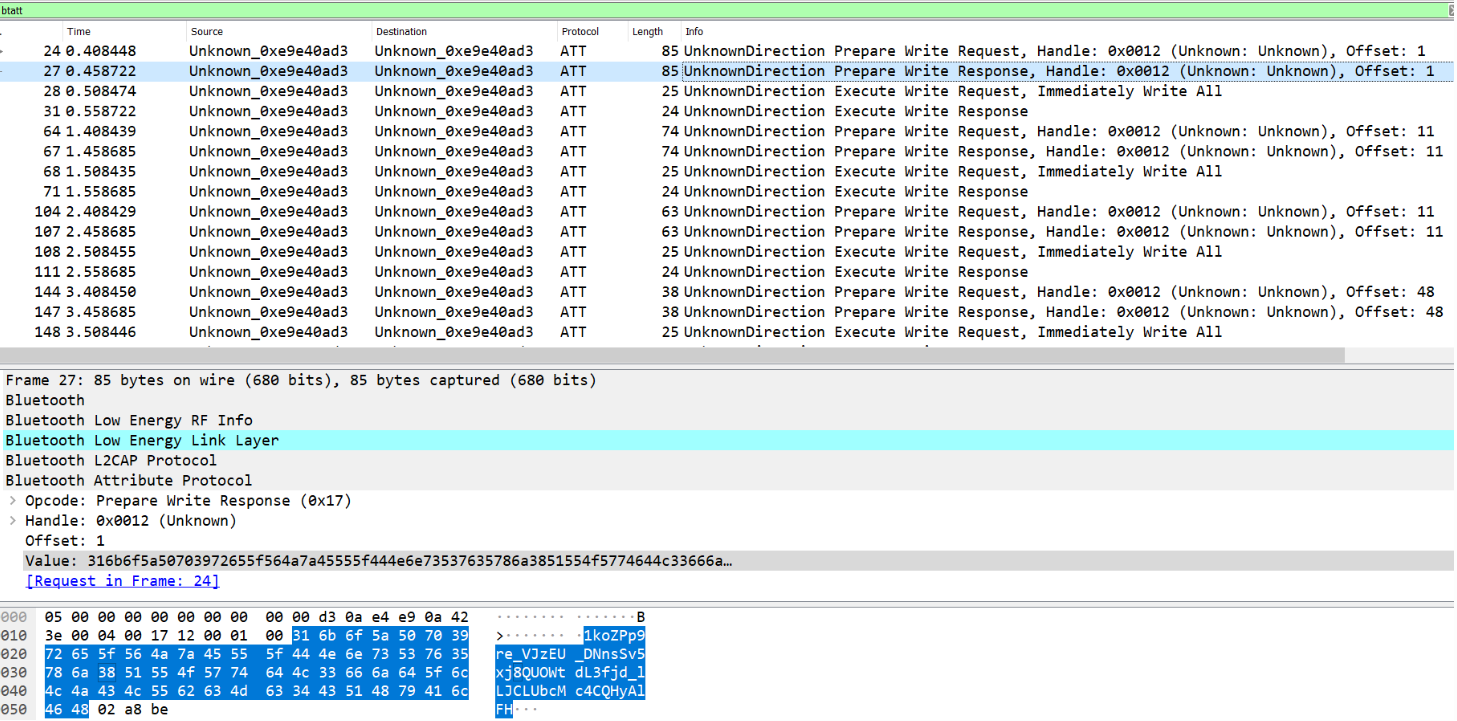 btatt
Time Source Destination Protocol Length Info
24 0.408448 Unknown_0xe9e40ad3 Unknown_0xe9e40ad3 ATT 85 UnknownDirection Prepare Write Request, Handle: 0x0012 (Unknown: Unknown), Offset: 1
27 0.458722 Unknown_0xe9e40ad3 Unknown_0xe9e40ad3 ATT 85 UnknownDirection Prepare Write Response, Handle: 0x0012 (Unknown: Unknown), Offset: 1
28 0.508474 Unknown_0xe9e40ad3 Unknown_0xe9e40ad3 ATT 25 UnknownDirection Execute Write Request, Immediately Write All
31 0.558722 Unknown_0xe9e40ad3 Unknown_0xe9e40ad3 ATT 24 UnknownDirection Execute Write Response
64 1.408439 Unknown_0xe9e40ad3 Unknown_0xe9e40ad3 ATT 74 UnknownDirection Prepare Write Request, Handle: 0x0012 (Unknown: Unknown), Offset: 11
67 1.458685 Unknown_0xe9e40ad3 Unknown_0xe9e40ad3 ATT 74 UnknownDirection Prepare Write Response, Handle: 0x0012 (Unknown: Unknown), Offset: 11
68 1.508435 Unknown_0xe9e40ad3 Unknown_0xe9e40ad3 ATT 25 UnknownDirection Execute Write Request, Immediately Write All
71 1.558685 Unknown_0xe9e40ad3 Unknown_0xe9e40ad3 ATT 24 UnknownDirection Execute Write Response
104 2.408429 Unknown_0xe9e40ad3 Unknown_0xe9e40ad3 ATT 63 UnknownDirection Prepare Write Request, Handle: 0x0012 (Unknown: Unknown), Offset: 11
107 2.458685 Unknown_0xe9e40ad3 Unknown_0xe9e40ad3 ATT 63 UnknownDirection Prepare Write Response, Handle: 0x0012 (Unknown: Unknown), Offset: 11
108 2.508455 Unknown_0xe9e40ad3 Unknown_0xe9e40ad3 ATT 25 UnknownDirection Execute Write Request, Immediately Write All
111 2.558685 Unknown_0xe9e40ad3 Unknown_0xe9e40ad3 ATT 24 UnknownDirection Execute Write Response
144 3.408450 Unknown_0xe9e40ad3 Unknown_0xe9e40ad3 ATT 38 UnknownDirection Prepare Write Request, Handle: 0x0012 (Unknown: Unknown), Offset: 48
147 3.458685 Unknown_0xe9e40ad3 Unknown_0xe9e40ad3 ATT 38 UnknownDirection Prepare Write Response, Handle: 0x0012 (Unknown: Unknown), Offset: 48
148 3.508446 Unknown_0xe9e40ad3 Unknown_0xe9e40ad3 ATT 25 UnknownDirection Execute Write Request, Immediately Write All
Frame 27: 85 bytes on wire (680 bits), 85 bytes captured (680 bits)
Bluetooth
Bluetooth Low Energy RF Info
Bluetooth Low Energy Link Layer
Bluetooth L2CAP Protocol
Bluetooth Attribute Protocol
> Opcode: Prepare Write Response (0x17)
> Handle: 0x0012 (Unknown)
Offset: 1
Value: 316b6f5a50703972655f564a7a45555f444e6e73537635786a3851554f5774644c33666a…
[Request in Frame: 24]
000 05 00 00 00 00 00 00 00 00 00 d3 0a e4 e9 0a 42 ········ ·······B
010 3e 00 04 00 17 12 00 01 00 31 6b 6f 5a 50 70 39 >······· ·1koZPp9
020 72 65 5f 56 4a 7a 45 55 5f 44 4e 6e 73 53 76 35 re_VJzEU _DNnsSv5
030 78 6a 38 51 55 4f 57 74 64 4c 33 66 6a 64 5f 6c xj8QUOWt dL3fjd_l
040 4c 4a 43 4c 55 62 63 4d 63 34 43 51 48 79 41 6c LJCLUbcM c4CQHyAl
050 46 48 02 a8 be FH···